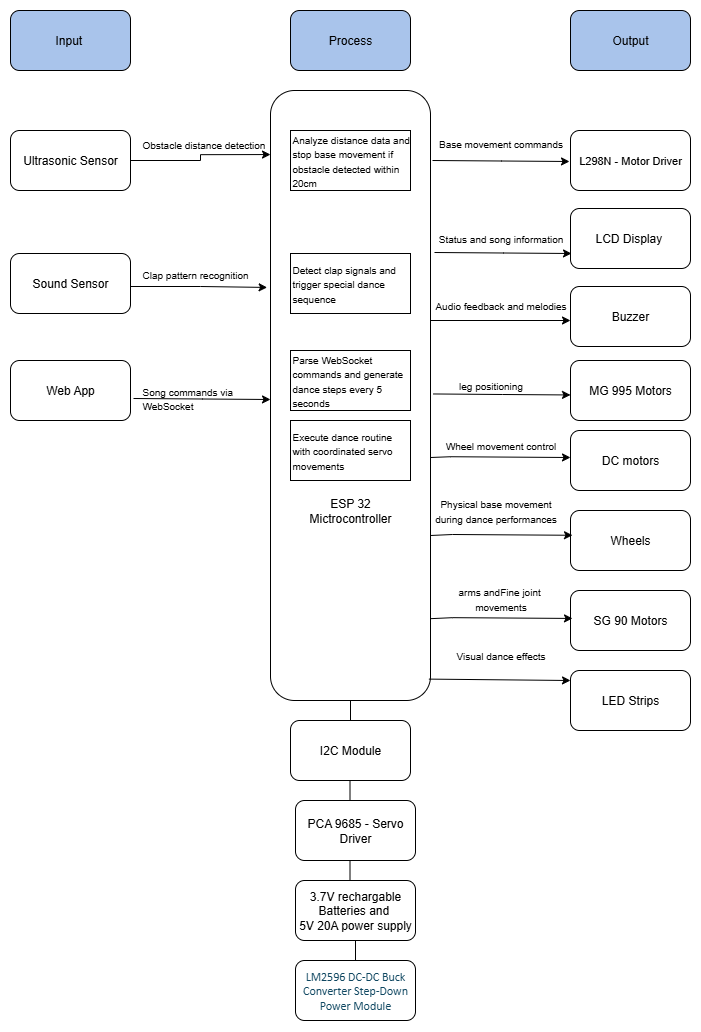 Input
Process
Output
Ultrasonic Sensor
Obstacle distance detection
Analyze distance data and
stop base movement if
obstacle detected within
20cm
Base movement commands
L298N - Motor Driver
Status and song information
LCD Display
Sound Sensor
Clap pattern recognition
Detect clap signals and
trigger special dance
sequence
Audio feedback and melodies
Buzzer
Web App
Song commands via
WebSocket
Parse WebSocket
commands and generate
dance steps every 5
seconds
leg positioning
MG 995 Motors
Execute dance routine
with coordinated servo
movements
Wheel movement control
DC motors
ESP 32
Mictrocontroller
Physical base movement
during dance performances
Wheels
arms andFine joint
movements
SG 90 Motors
Visual dance effects
LED Strips
I2C Module
PCA 9685 - Servo
Driver
3.7V rechargable
Batteries and
5V 20A power supply
LM2596 DC-DC Buck
Converter Step-Down
Power Module